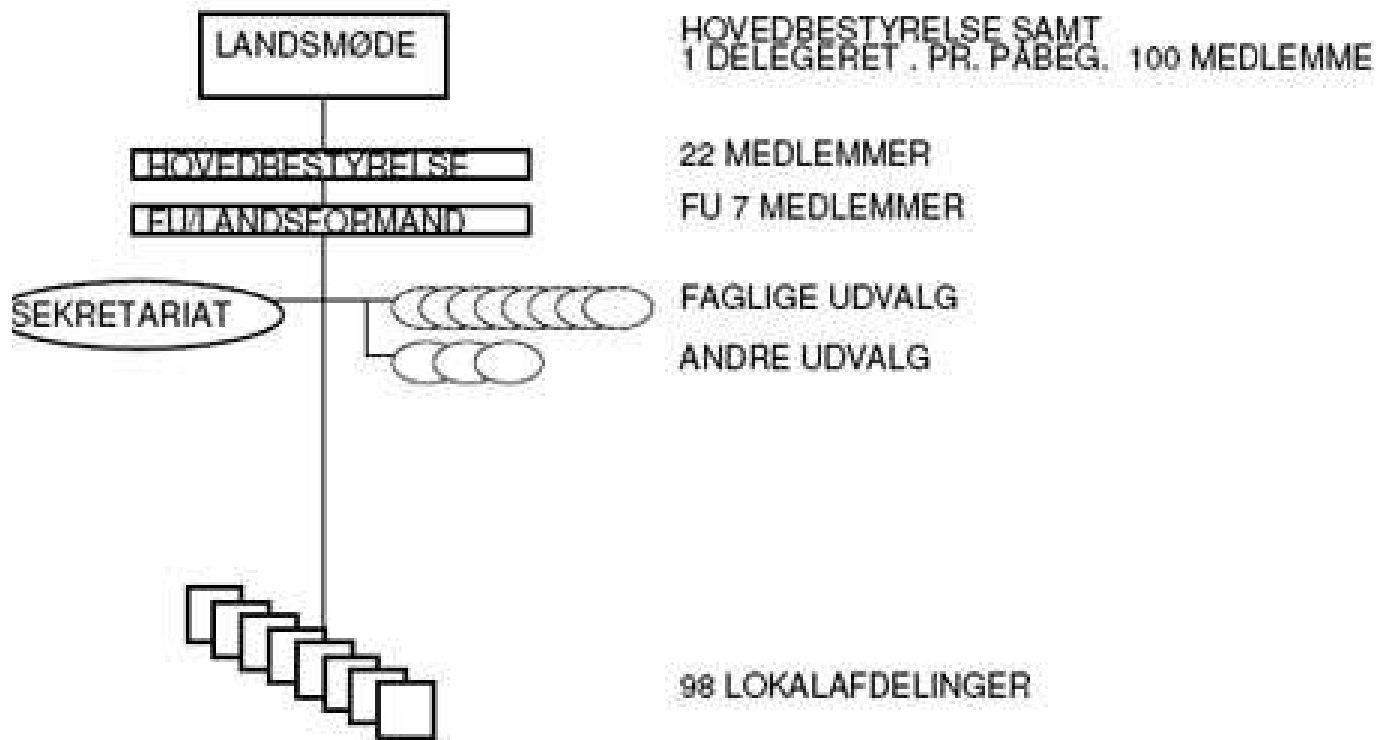 LANDSMØDE
HOVEDBESTYRELSE SAMT
1 DELEGERET . PR. PÅBEG. 100 MEDLEMME
HOVEDBESTYRELSE
22 MEDLEMMER
FU/LANDSFORMAND
FU 7 MEDLEMMER
SEKRETARIAT
FAGLIGE UDVALG
ANDRE UDVALG
98 LOKALAFDELINGER